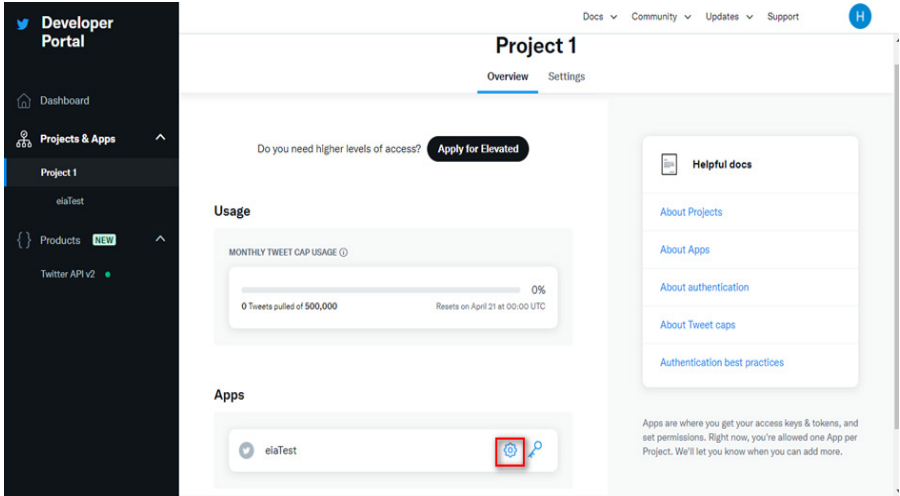 Developer
Portal
Docs Community Updates Support
H
Project 1
Overview Settings
Dashboard
Projects & Apps
Project 1
elaTest
Products NEW
Twitter API v2
Do you need higher levels of access? Apply for Elevated
Usage
MONTHLY TWEET CAP USAGE
0%
0 Tweets pulled of 500,000 Resets on April 21 at 00:00 UTC
Apps
elaTest
Helpful docs
About Projects
About Apps
About authentication
About Tweet caps
Authentication best practices
Apps are where you get your access keys & tokens, and
set permissions. Right now, you're allowed one App per
Project. We'll let you know when you can add more.